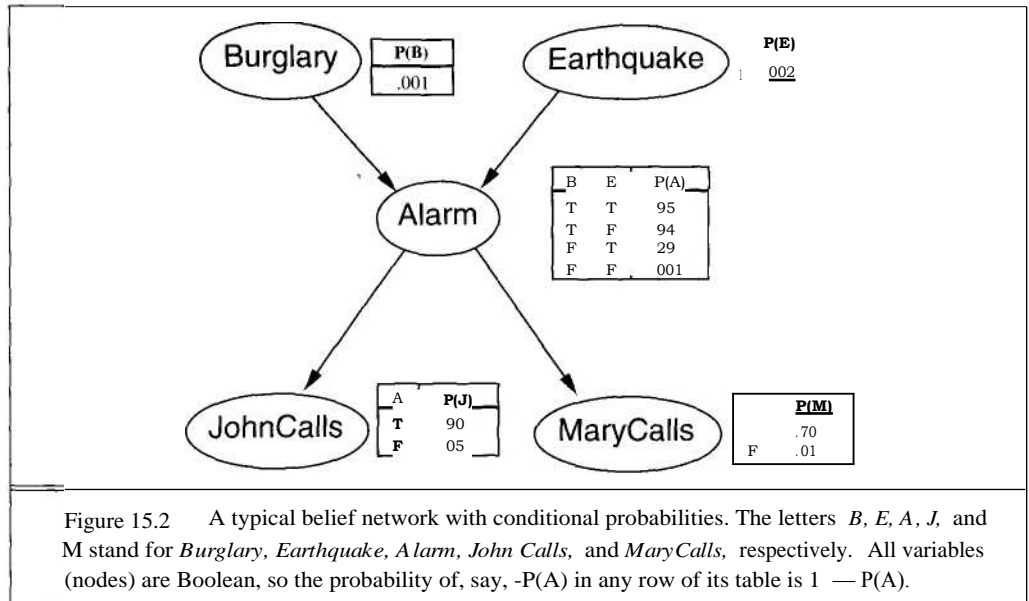 Burglary
P(B)
.001
Earthquake
P(E)
002
Alarm
B E P(A)
T T 95
T F 94
F T 29
F F 001
JohnCalls
A P(J)
T 90
F 05
MaryCalls
P(M)
.70
F .01
Figure 15.2 A typical belief network with conditional probabilities. The letters B, E, A, J, and
M stand for Burglary, Earthquake, Alarm, John Calls, and MaryCalls, respectively. All variables
(nodes) are Boolean, so the probability of, say, -P(A) in any row of its table is 1 — P(A).